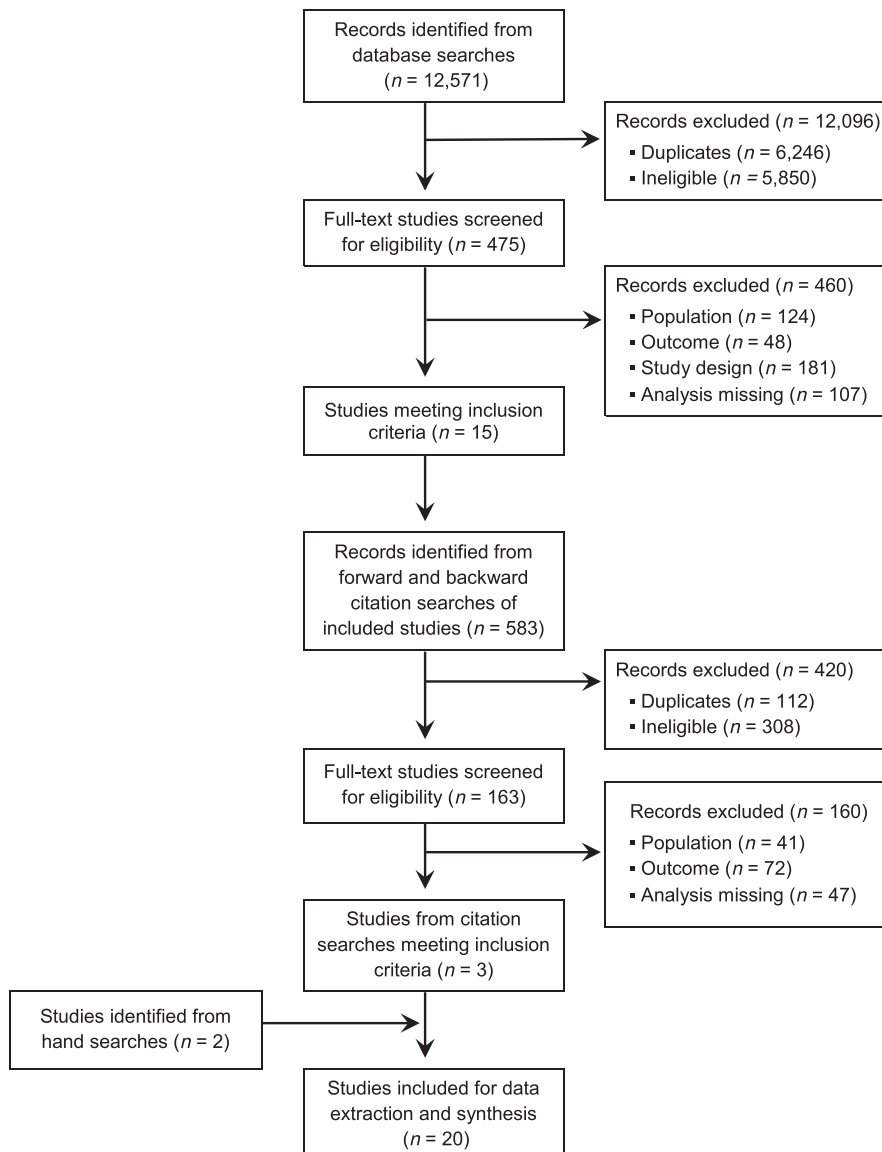 Records identified from
database searches
(n = 12,571)
Records excluded (n = 12,096)
▪ Duplicates (n = 6,246)
▪ Ineligible (n = 5,850)
Full-text studies screened
for eligibility (n = 475)
Records excluded (n = 460)
▪ Population (n = 124)
▪ Outcome (n = 48)
▪ Study design (n = 181)
▪ Analysis missing (n = 107)
Studies meeting inclusion
criteria (n = 15)
Records identified from
forward and backward
citation searches of
included studies (n = 583)
Records excluded (n = 420)
▪ Duplicates (n = 112)
▪ Ineligible (n = 308)
Full-text studies screened
for eligibility (n = 163)
Records excluded (n = 160)
▪ Population (n = 41)
▪ Outcome (n = 72)
▪ Analysis missing (n = 47)
Studies from citation
searches meeting inclusion
criteria (n = 3)
Studies identified from
hand searches (n = 2)
Studies included for data
extraction and synthesis
(n = 20)